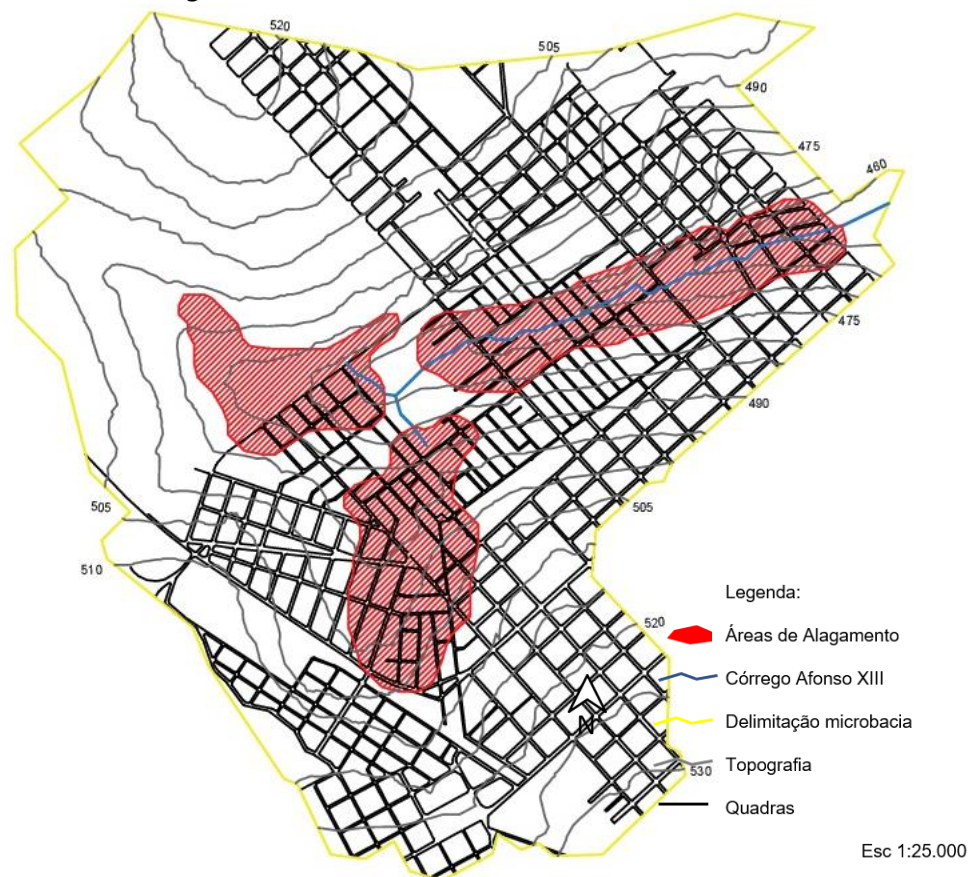 520
505
490
475
460
475
490
505
505
510
520
530
Legenda:
Áreas de Alagamento
Córrego Afonso XIII
Delimitação microbacia
Topografia
Quadras
N
Esc 1:25.000